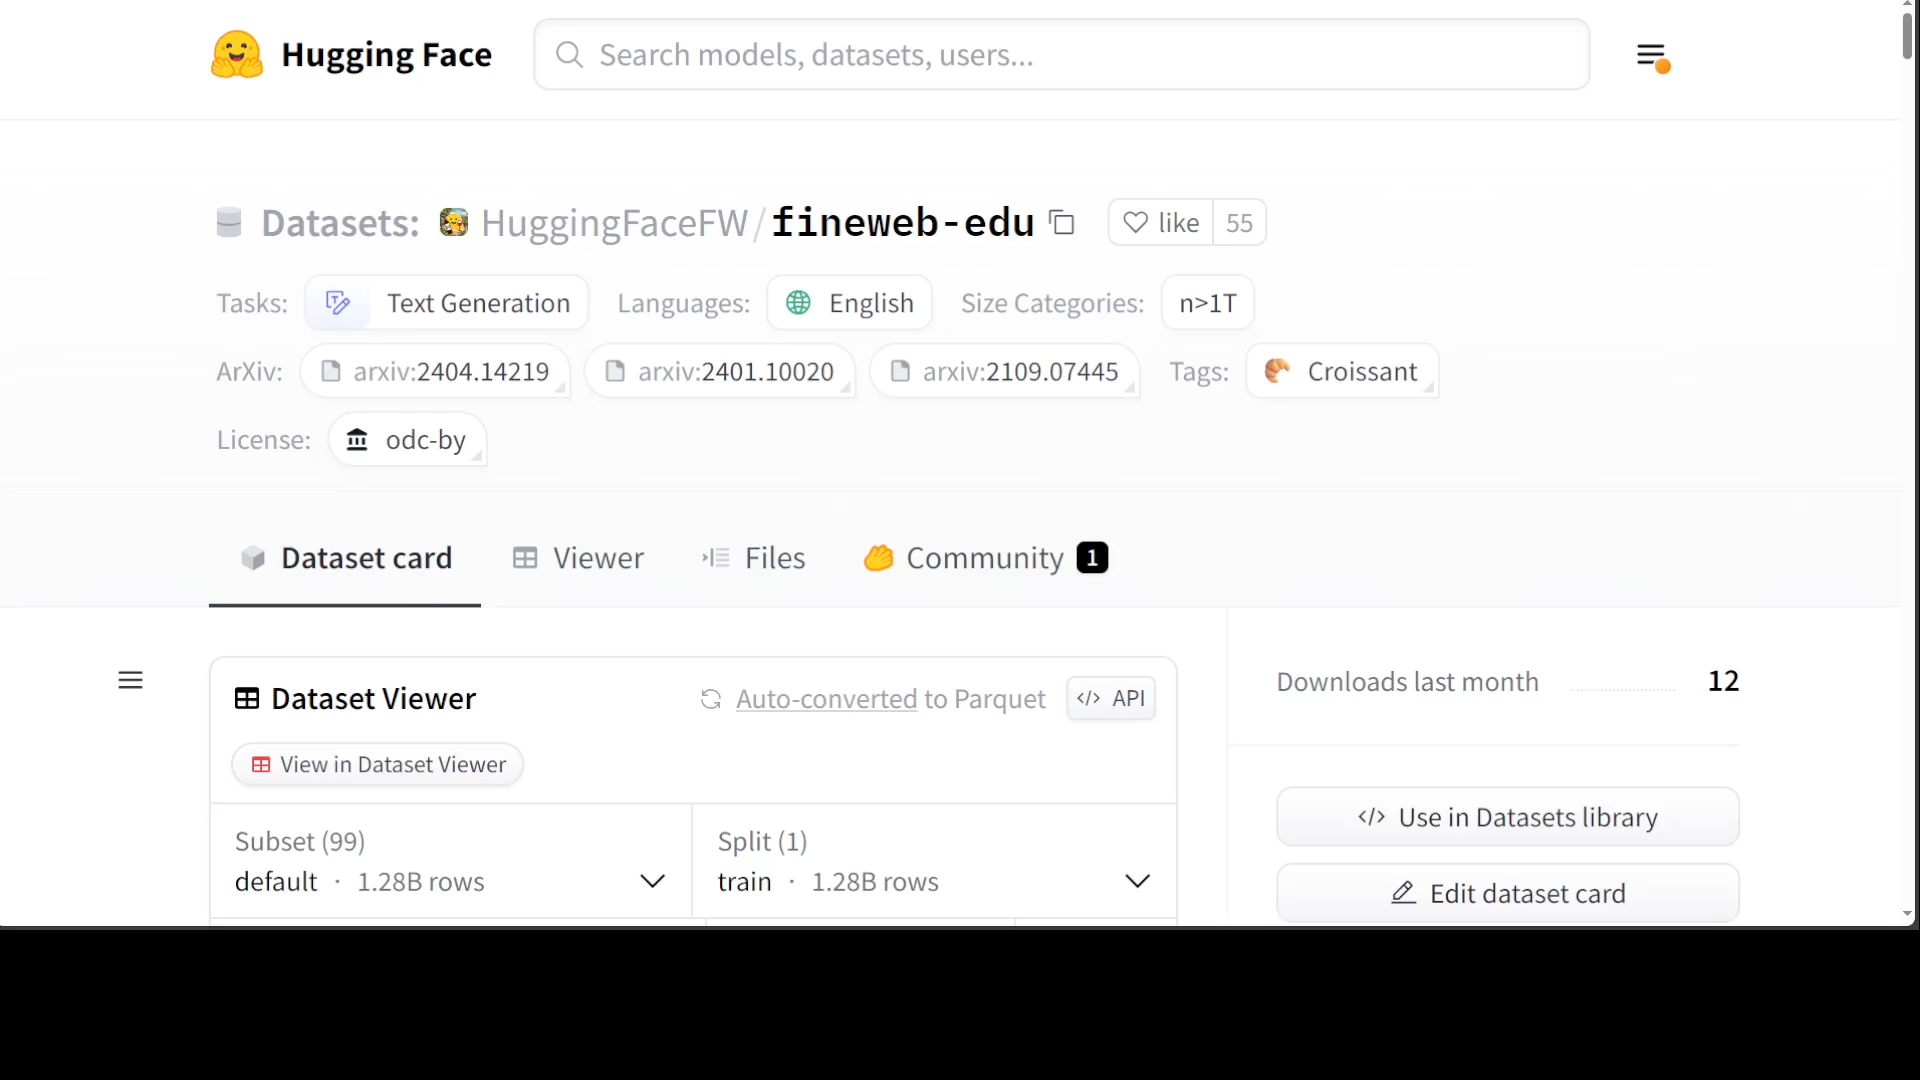 Hugging Face Search models, datasets, users...
Datasets: HuggingFaceFW/fineweb-edu like 55
Tasks: Text Generation Languages: English Size Categories: n>1T
ArXiv: arxiv:2404.14219 arxiv:2401.10020 arxiv:2109.07445 Tags: Croissant
License: odc-by
Dataset card Viewer Files Community 1
Dataset Viewer Auto-converted to Parquet API
Downloads last month 12
View in Dataset Viewer
Use in Datasets library
Subset (99) Split (1)
default · 1.28B rows train · 1.28B rows
Edit dataset card